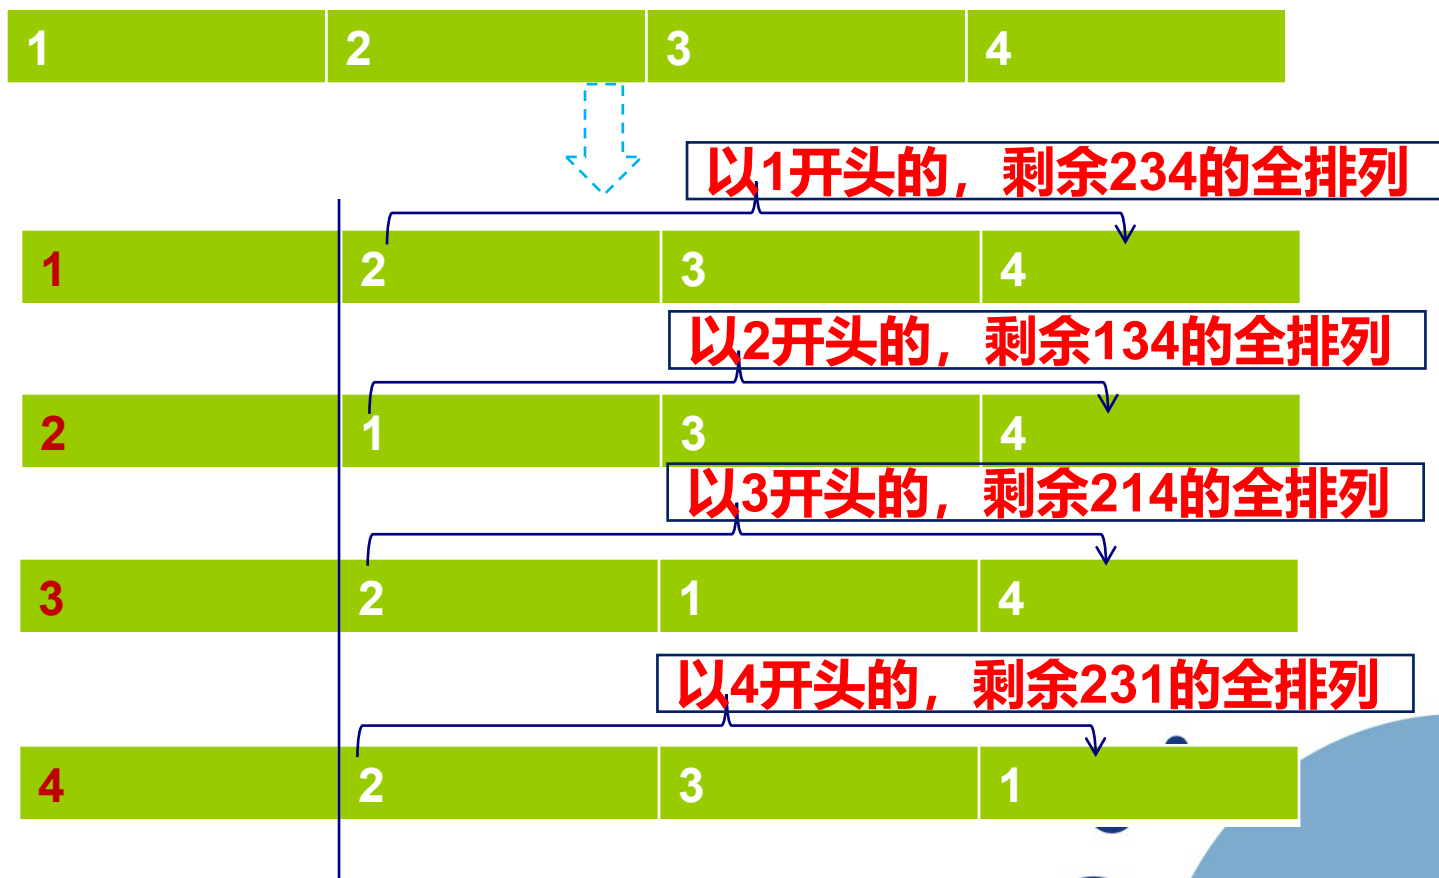 1 2 3 4
以1开头的，剩余234的全排列
1 2 3 4
以2开头的，剩余134的全排列
2 1 3 4
以3开头的，剩余214的全排列
3 2 1 4
以4开头的，剩余231的全排列
4 2 3 1